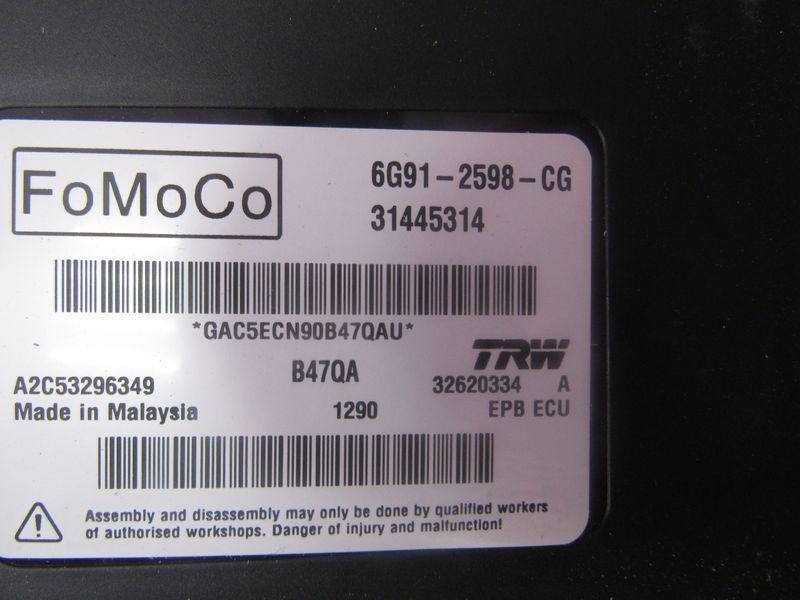 FoMoCo
6G91-2598-CG
31445314
*GAC5ECN90B47QAU*
TRW
B47QA
A2C53296349
32620334 A
Made in Malaysia
1290
EPB ECU
Assembly and disassembly may only be done by qualified workers
of authorised workshops. Danger of injury and malfunction!